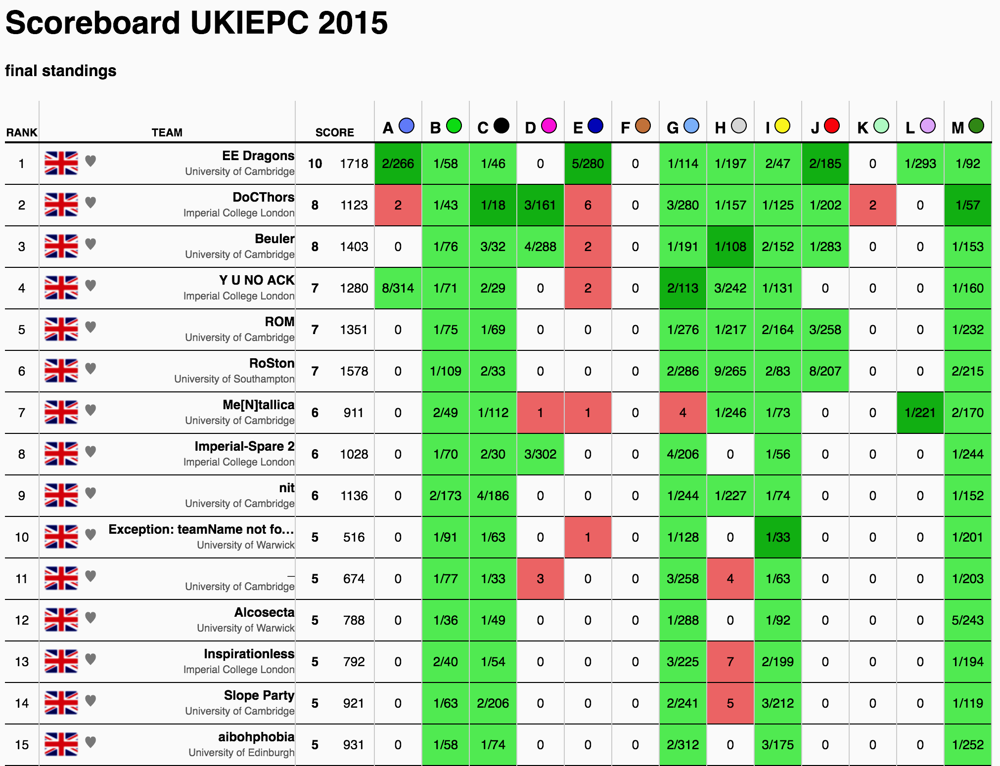 Scoreboard UKIEPC 2015
final standings
RANK TEAM SCORE A B C D E F G H I J K L M
1 EE Dragons 10 1718 2/266 1/58 1/46 0 5/280 0 1/114 1/197 2/47 2/185 0 1/293 1/92
University of Cambridge
2 DoCThors 8 1123 2 1/43 1/18 3/161 6 0 3/280 1/157 1/125 1/202 2 0 1/57
Imperial College London
3 Beuler 8 1403 0 1/76 3/32 4/288 2 0 1/191 1/108 2/152 1/283 0 0 1/153
University of Cambridge
4 Y U NO ACK 7 1280 8/314 1/71 2/29 0 2 0 2/113 3/242 1/131 0 0 0 1/160
Imperial College London
5 ROM 7 1351 0 1/75 1/69 0 0 0 1/276 1/217 2/164 3/258 0 0 1/232
University of Cambridge
6 RoSton 7 1578 0 1/109 2/33 0 0 0 2/286 9/265 2/83 8/207 0 0 2/215
University of Southampton
7 Me[N]tallica 6 911 0 2/49 1/112 1 1 0 4 1/246 1/73 0 0 1/221 2/170
University of Cambridge
8 Imperial-Spare 2 6 1028 0 1/70 2/30 3/302 0 0 4/206 0 1/56 0 0 0 1/244
Imperial College London
9 nit 6 1136 0 2/173 4/186 0 0 0 1/244 1/227 1/74 0 0 0 1/152
University of Cambridge
10 Exception: teamName not fo... 5 516 0 1/91 1/63 0 1 0 1/128 0 1/33 0 0 0 1/201
University of Warwick
11 _ 5 674 0 1/77 1/33 3 0 0 3/258 4 1/63 0 0 0 1/203
University of Cambridge
12 Alcosecta 5 788 0 1/36 1/49 0 0 0 1/288 0 1/92 0 0 0 5/243
University of Warwick
13 Inspirationless 5 792 0 2/40 1/54 0 0 0 3/225 7 2/199 0 0 0 1/194
Imperial College London
14 Slope Party 5 921 0 1/63 2/206 0 0 0 2/241 5 3/212 0 0 0 1/119
University of Cambridge
15 aibohphobia 5 931 0 1/58 1/74 0 0 0 2/312 0 3/175 0 0 0 1/252
University of Edinburgh